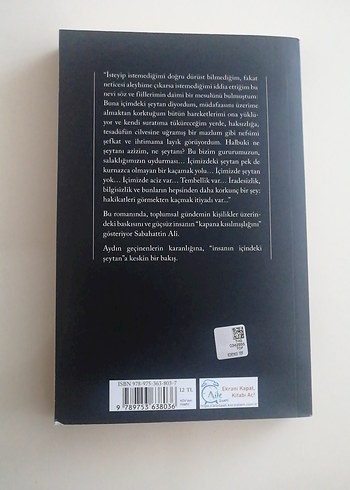 "İsteyip istemediğimi doğru dürüst bilmediğim, fakat
neticesi aleyhime çıkarsa istemediğimi iddia ettiğim bu
nevi söz ve fiillerimin daimi bir mesulünü bulmuştum:
Buna içimdeki şeytan diyordum, müdafaasını üzerime
almaktan korktuğum bütün hareketlerimi ona yüklü-
yor ve kendi suratıma tüküreceğim yerde, haksızlığa,
tesadüfün cilvesine uğramış bir mazlum gibi nefsimi
şefkat ve ihtimama layık görüyordum. Halbuki ne
şeytanı azizim, ne şeytanı? Bu bizim gururumuzun,
salaklığımızın uydurması... İçimizdeki şeytan pek de
kurnazca olmayan bir kaçamak yolu... İçimizde şeytan
yok... İçimizde aciz var... Tembellik var... İradesizlik,
bilgisizlik ve bunların hepsinden daha korkunç bir şey:
hakikatleri görmekten kaçmak itiyadı var..."
Bu romanında, toplumsal gündemin kişilikler üzerin-
deki baskısını ve güçsüz insanın "kapana kısılmışlığını"
gösteriyor Sabahattin Ali.
Aydın geçinenlerin karanlığına, "insanın içindeki
şeytan"a keskin bir bakış.
ISBN 978-975-363-803-6
12 TL
9 789753 638036
Aile
Ekranı Kapat,
Kitabı Aç!